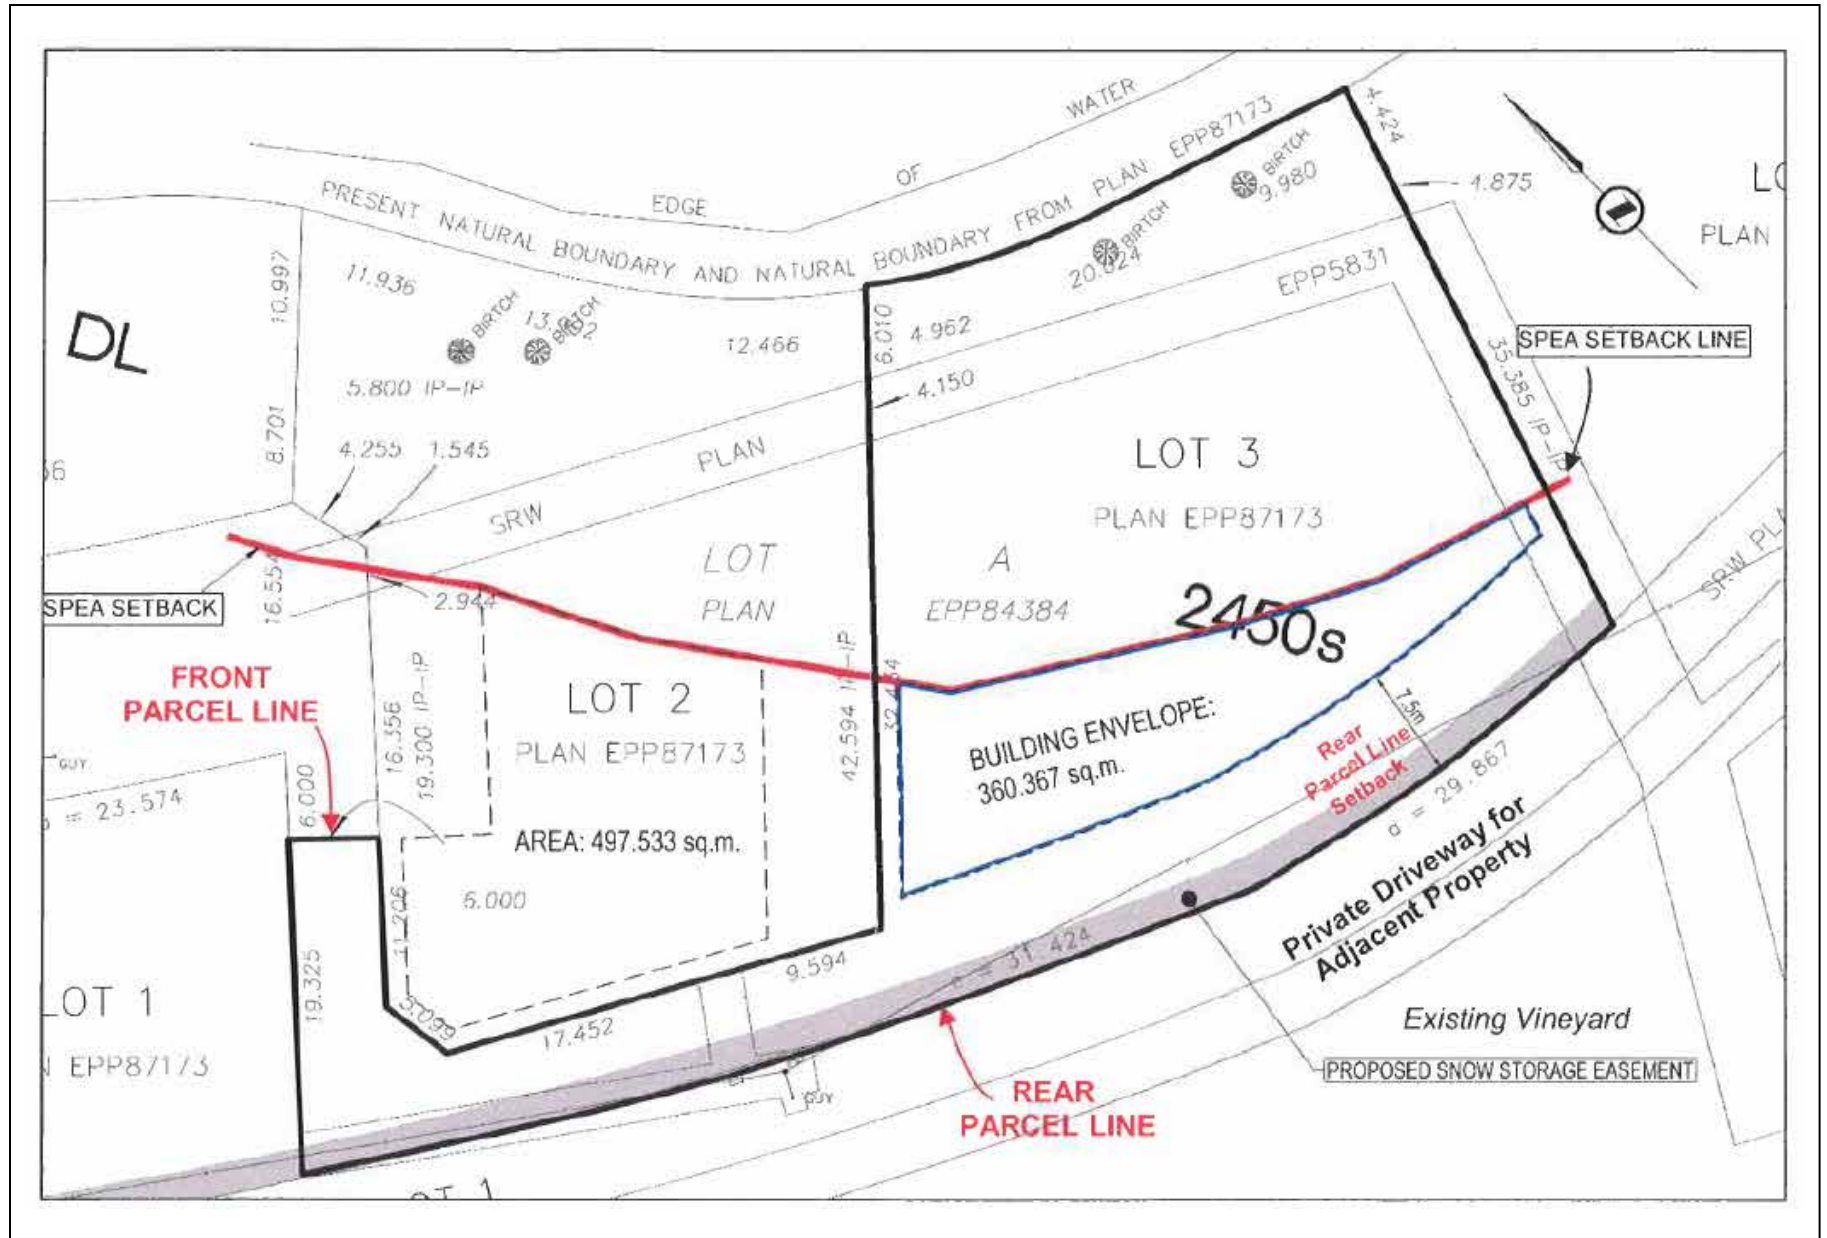 WATER
OF
EDGE
PRESENT NATURAL BOUNDARY AND NATURAL BOUNDARY FROM PLAN EPP87173
4.424
4.875
PLAN
BIRTCH
9.980
BIRTCH
20.024
EPP5831
10.997
11.936
BIRTCH
BIRTCH
12.466
6.010
4.962
4.150
DL
5.800 IP-IP
8.701
4.255
1.545
PLAN
SRW
LOT 3
PLAN EPP87173
35.385 IP-IP
SPEA SETBACK LINE
SPEA SETBACK
16.554
2.944
LOT A
PLAN EPP84384
2450s
SRW PLA
FRONT
PARCEL LINE
16.356
19.300 IP-IP
LOT 2
PLAN EPP87173
AREA: 497.533 sq.m.
42.594 IP-IP
BUILDING ENVELOPE:
360.367 sq.m.
7.5m
Rear
Parcel Line
Setback
a = 29.867
GUY
= 23.574
6.000
6.000
11.206
19.325
5.099
17.452
9.594
= 31.424
Private Driveway for
Adjacent Property
Existing Vineyard
PROPOSED SNOW STORAGE EASEMENT
LOT 1
EPP87173
REAR
PARCEL LINE
GUY